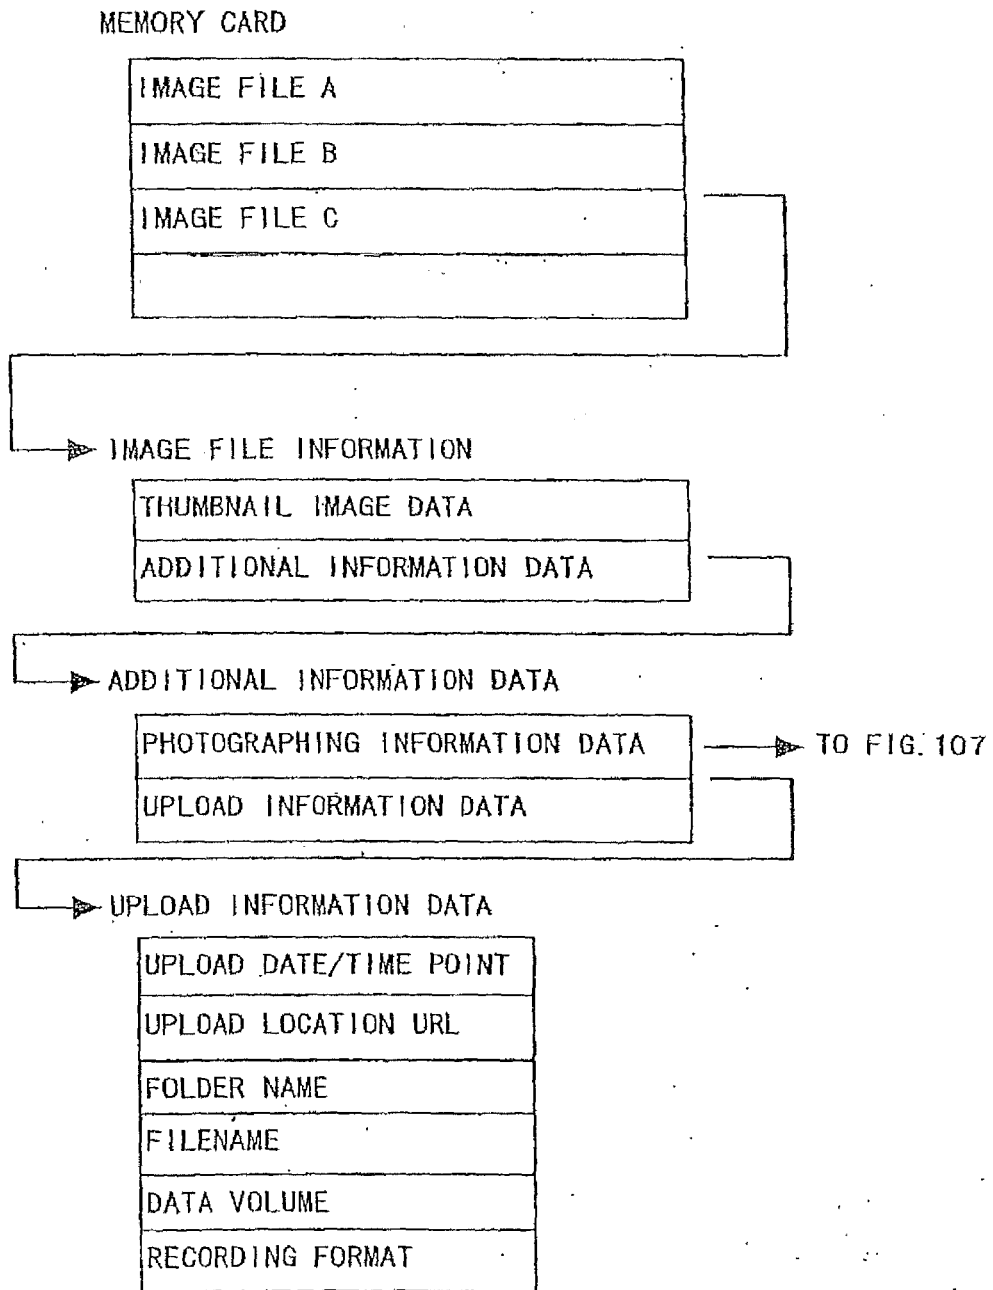 MEMORY CARD
IMAGE FILE A
IMAGE FILE B
IMAGE FILE C
IMAGE FILE INFORMATION
THUMBNAIL IMAGE DATA
ADDITIONAL INFORMATION DATA
ADDITIONAL INFORMATION DATA
PHOTOGRAPHING INFORMATION DATA
TO FIG. 107
UPLOAD INFORMATION DATA
UPLOAD INFORMATION DATA
UPLOAD DATE/TIME POINT
UPLOAD LOCATION URL
FOLDER NAME
FILENAME
DATA VOLUME
RECORDING FORMAT